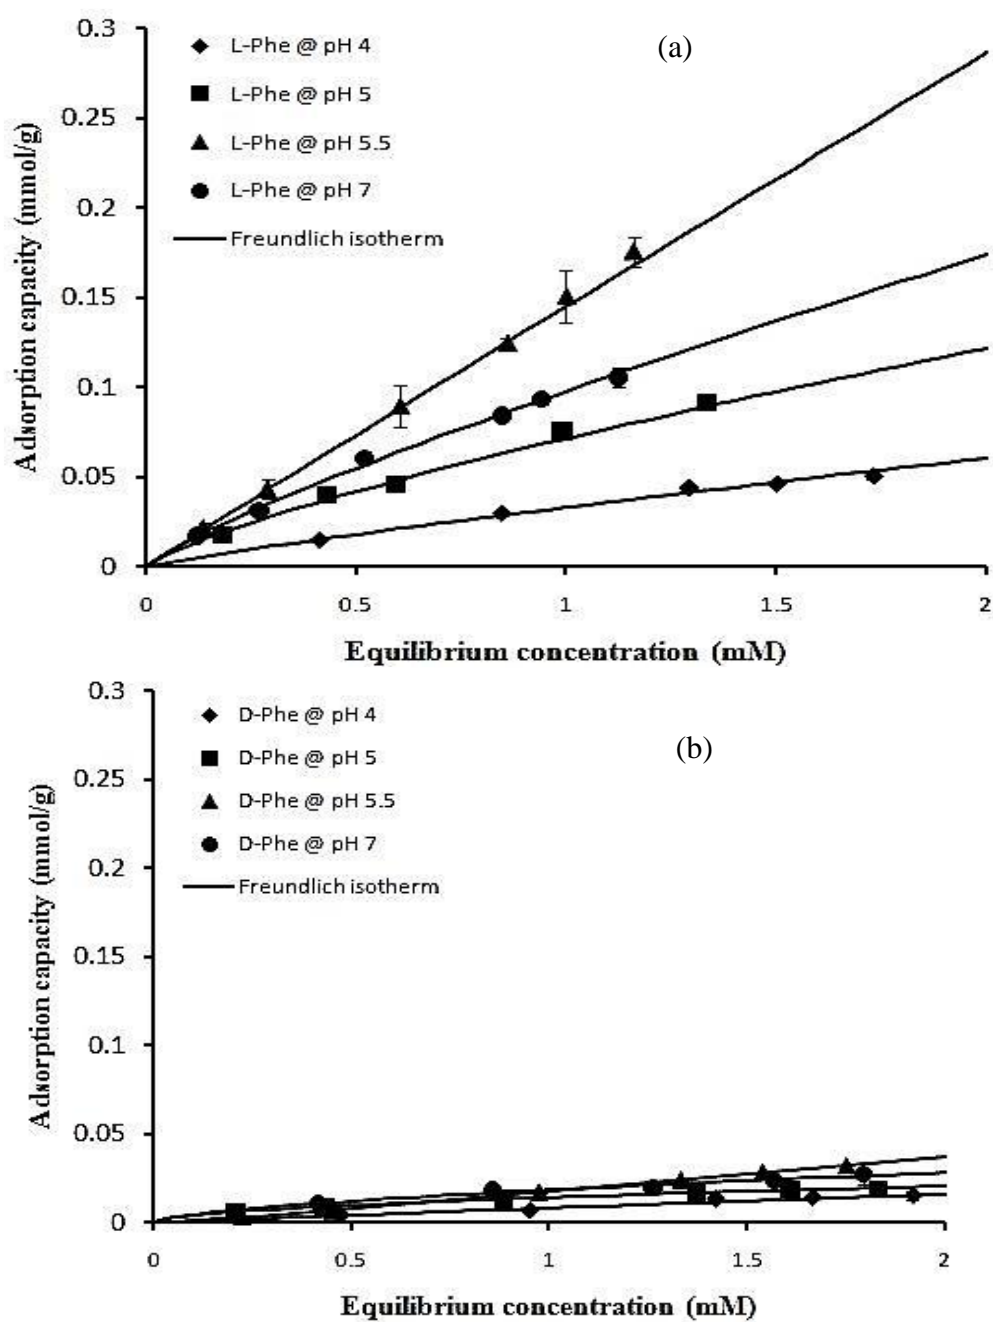 0.3
L-Phe @ pH 4
(a)
L-Phe @ pH 5
0.25
L-Phe @ pH 5.5
0.2
L-Phe @ pH 7
Freundlich isotherm
0.15
0.1
0.05
0
Adsorption capacity (mmol/g)
0 0.5 1 1.5 2
Equilibrium concentration (mM)
0.3
D-Phe @ pH 4
(b)
D-Phe @ pH 5
0.25
D-Phe @ pH 5.5
D-Phe @ pH 7
0.2
Freundlich isotherm
0.15
0.1
0.05
0
Adsorption capacity (mmol/g)
0 0.5 1 1.5 2
Equilibrium concentration (mM)